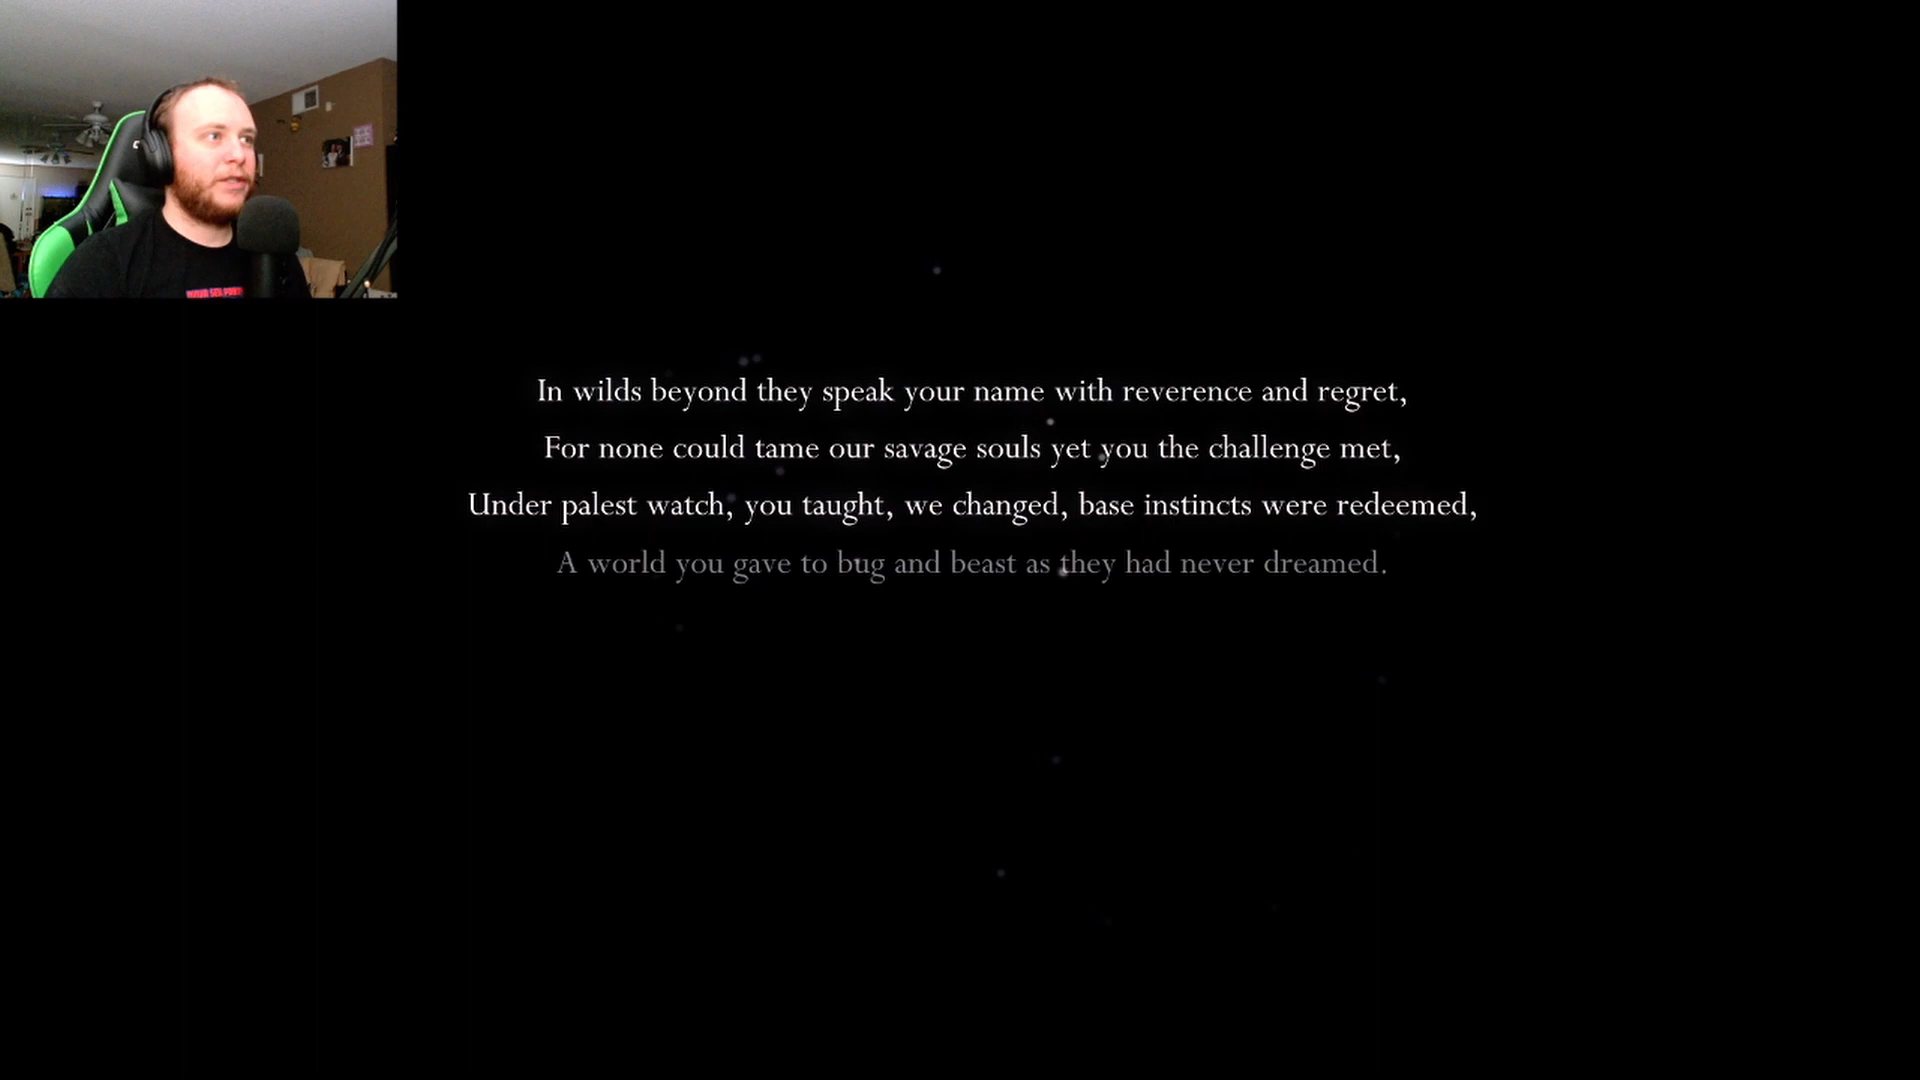 In wilds beyond they speak your name with reverence and regret,
For none could tame our savage souls yet you the challenge met,
Under palest watch, you taught, we changed, base instincts were redeemed,
A world you gave to bug and beast as they had never dreamed.